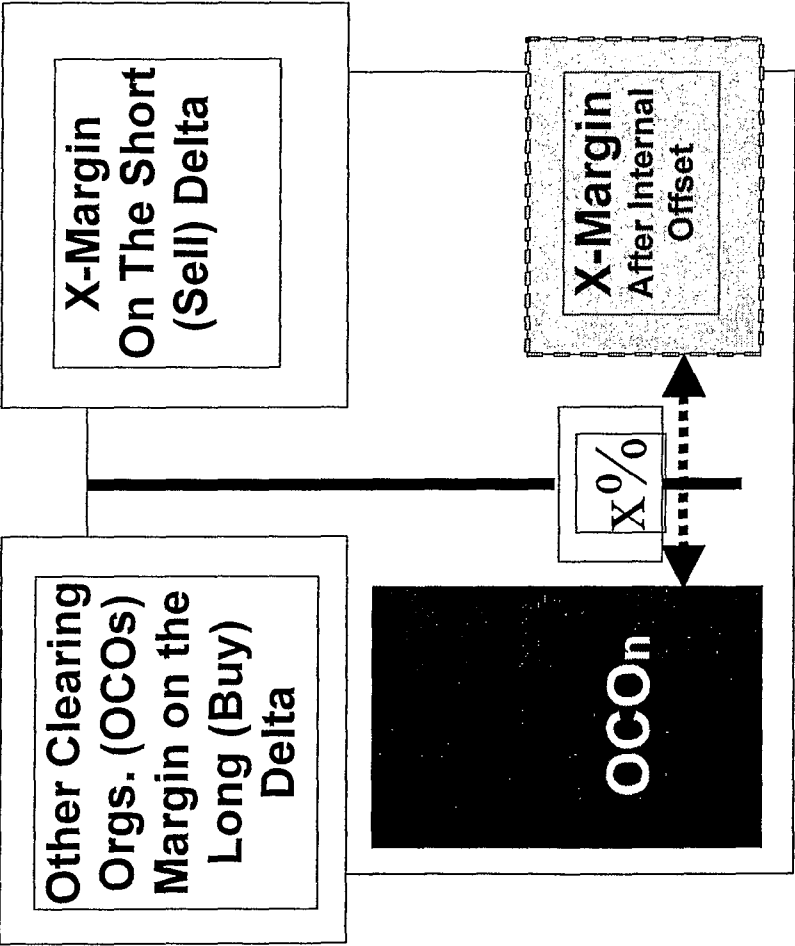 Other Clearing
Orgs. (OCOs)
Margin on the
Long (Buy)
Delta
X-Margin
On The Short
(Sell) Delta
OCOn
x%
X-Margin
After Internal
Offset